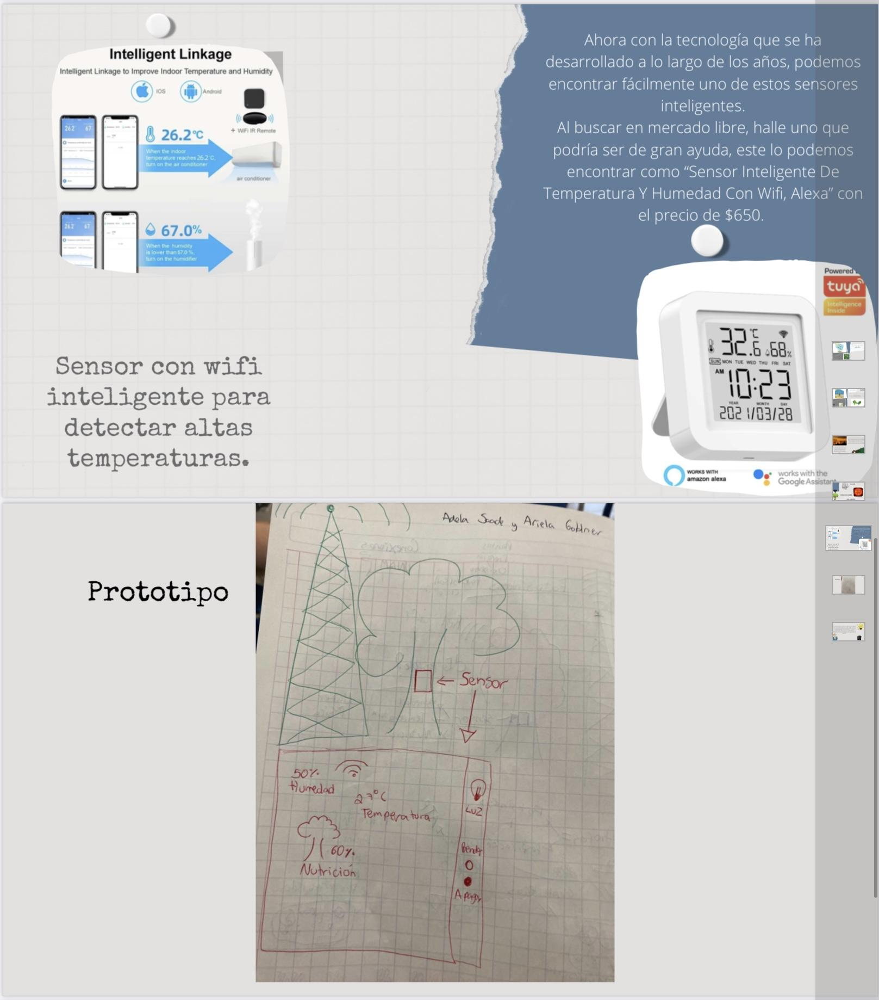 Intelligent Linkage
Intelligent Linkage to Improve Indoor Temperature and Humidity
IOS
Android
26.2 67
+ WiFi IR Remote
26.2°C
When the indoor
temperature reaches 26.2°C,
turn on the air conditioner
air conditioner
26.2 67
67.0%
When the humidity
is lower than 67.0 %,
turn on the humidifier
Sensor con wifi
inteligente para
detectar altas
temperaturas.
Ahora con la tecnología que se ha
desarrollado a lo largo de los años, podemos
encontrar fácilmente uno de estos sensores
inteligentes.
Al buscar en mercado libre, halle uno que
podría ser de gran ayuda, este lo podemos
encontrar como “Sensor Inteligente De
Temperatura Y Humedad Con Wifi, Alexa” con
el precio de $650.
Powered
tuya
Intelligence
Inside
32.6 °C 68%
SUN MON TUE WED THU FRI SAT
AM 10:23
YEAR MONTH DAY
2021/03/28
WORKS WITH
amazon alexa
works with the
Google Assistant
Prototipo
Adela y Ariela
Conexiones
← Sensor
50%
Humedad
27°C
Temperatura
60%
Nutrición
Luz
Apagar